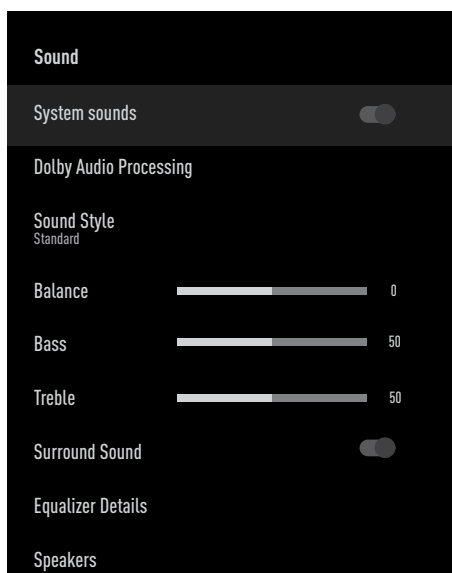 Sound
System sounds
Dolby Audio Processing
Sound Style
Standard
Balance 0
Bass 50
Treble 50
Surround Sound
Equalizer Details
Speakers